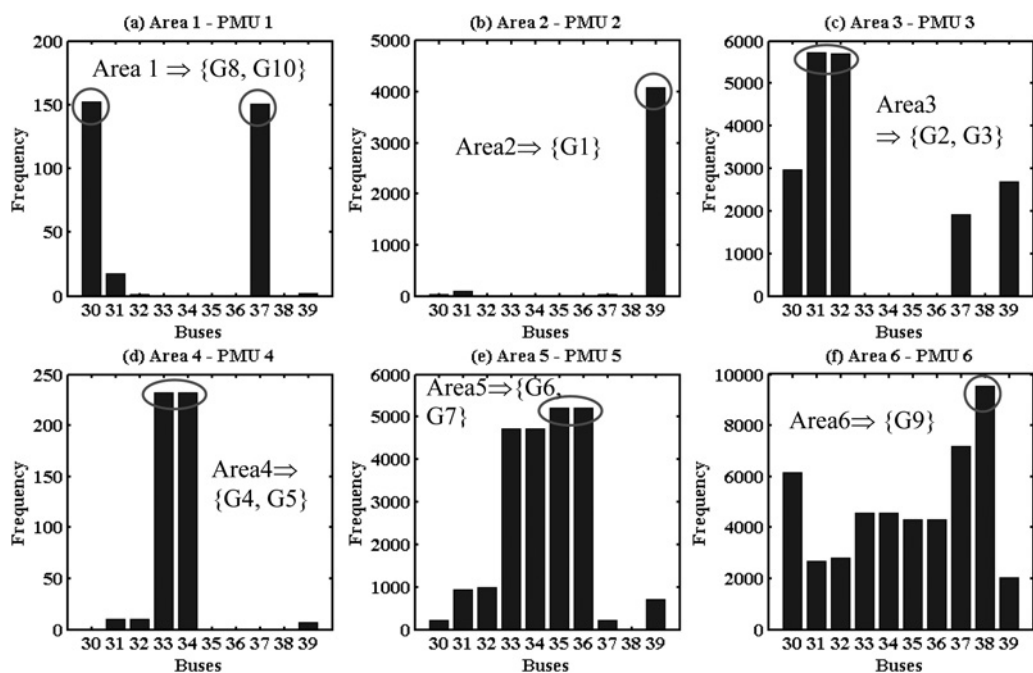 (a) Area 1 - PMU 1
200
150
100
50
0
Frequency
Area 1 ⇒ {G8, G10}
30 31 32 33 34 35 36 37 38 39
Buses
(b) Area 2 - PMU 2
5000
4000
3000
2000
1000
0
Frequency
Area2⇒ {G1}
30 31 32 33 34 35 36 37 38 39
Buses
(c) Area 3 - PMU 3
6000
5000
4000
3000
2000
1000
0
Frequency
Area3
⇒ {G2, G3}
30 31 32 33 34 35 36 37 38 39
Buses
(d) Area 4 - PMU 4
250
200
150
100
50
0
Frequency
Area4⇒
{G4, G5}
30 31 32 33 34 35 36 37 38 39
Buses
(e) Area 5 - PMU 5
6000
5000
4000
3000
2000
1000
0
Frequency
Area5⇒{G6,
G7}
30 31 32 33 34 35 36 37 38 39
Buses
(f) Area 6 - PMU 6
10000
8000
6000
4000
2000
0
Frequency
Area6⇒ {G9}
30 31 32 33 34 35 36 37 38 39
Buses